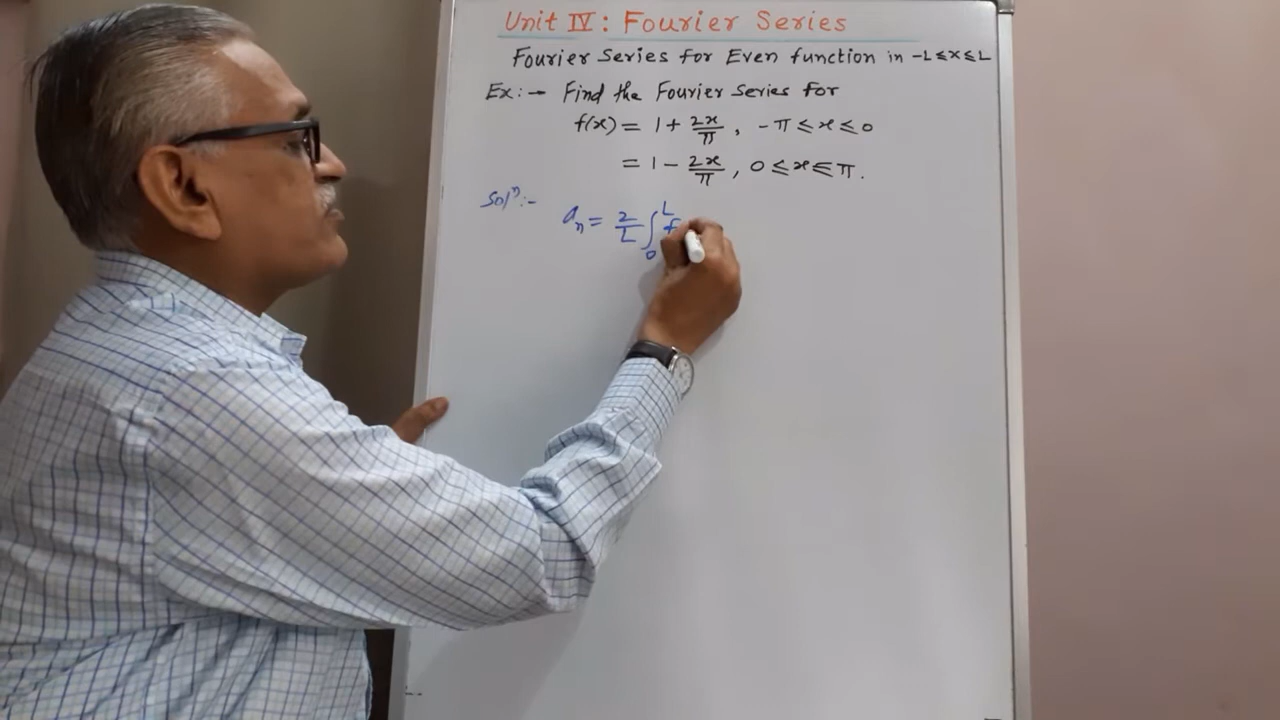 Unit IV : Fourier Series
Fourier Series for Even function in -L ≤ x ≤ L
Ex :- Find the Fourier Series for
f(x) = 1 + 2x/π , -π ≤ x ≤ 0
= 1 - 2x/π , 0 ≤ x ≤ π.
Solⁿ :- aₙ = 2/L ∫₀ᴸ f